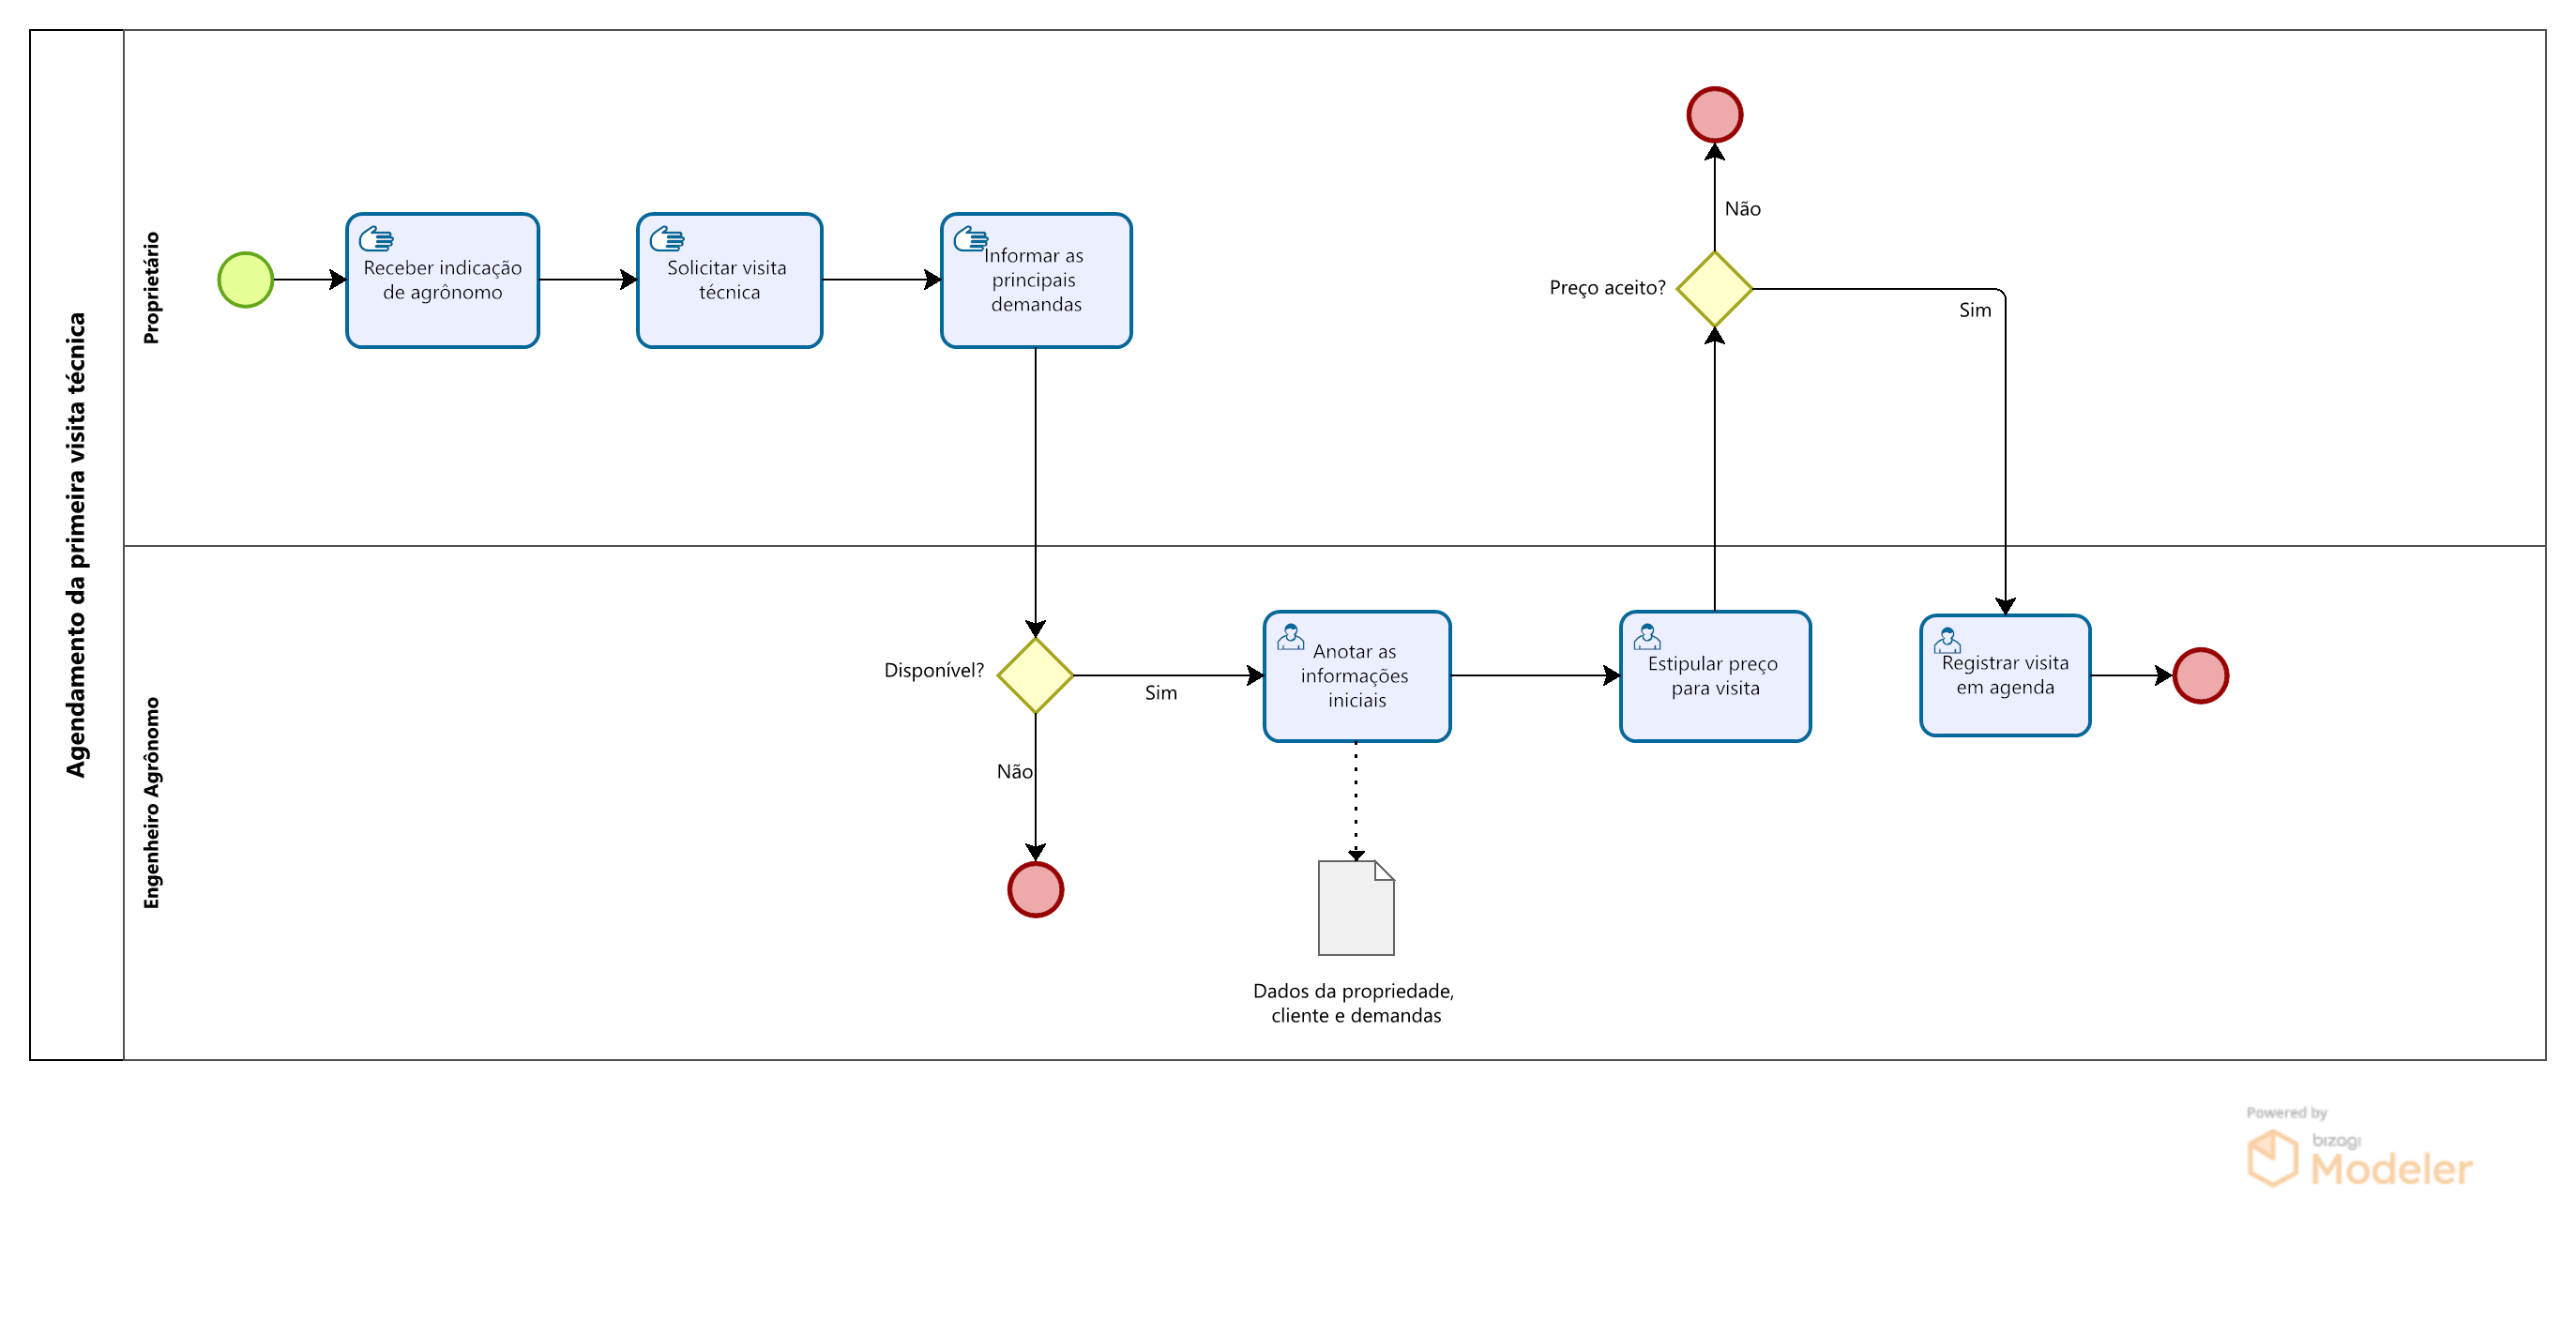 Agendamento da primeira visita técnica
Proprietário
Receber indicação
de agrônomo
Solicitar visita
técnica
Informar as
principais
demandas
Preço aceito?
Não
Sim
Engenheiro Agrônomo
Disponível?
Sim
Não
Anotar as
informações
iniciais
Estipular preço
para visita
Registrar visita
em agenda
Dados da propriedade,
cliente e demandas
Powered by
bizagi
Modeler